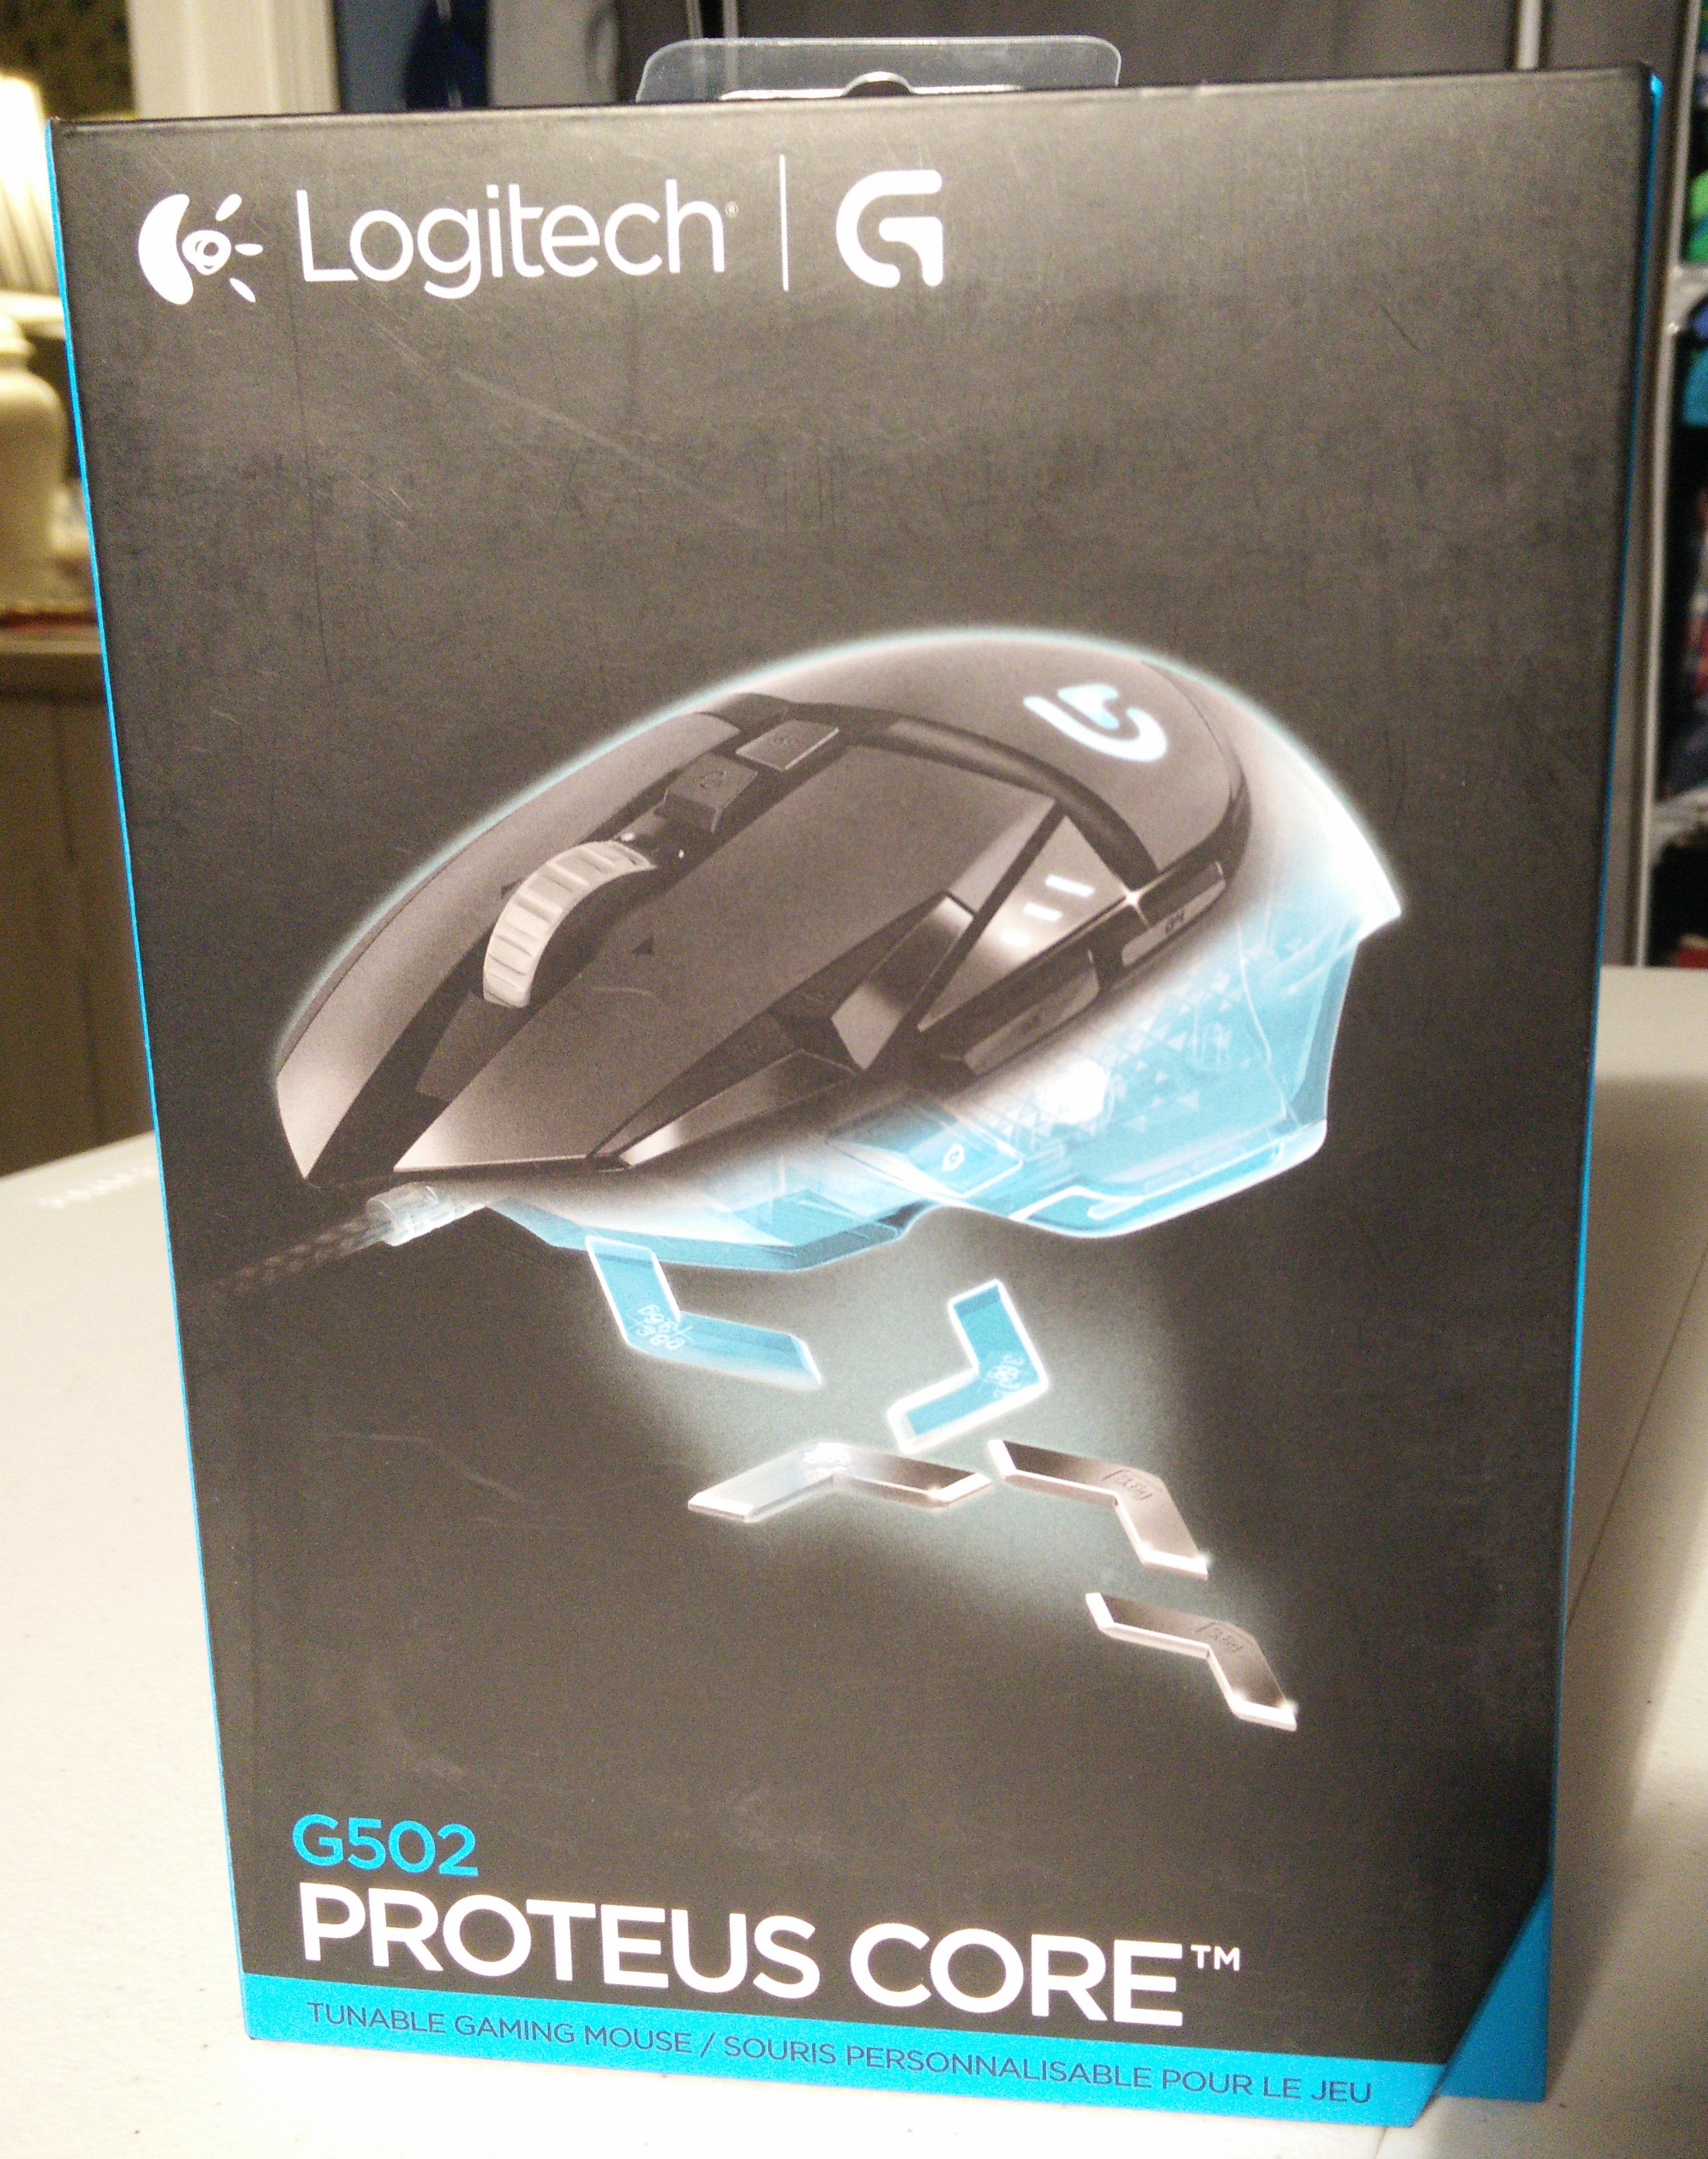 Logitech® | G
G502
PROTEUS CORE™
TUNABLE GAMING MOUSE / SOURIS PERSONNALISABLE POUR LE JEU